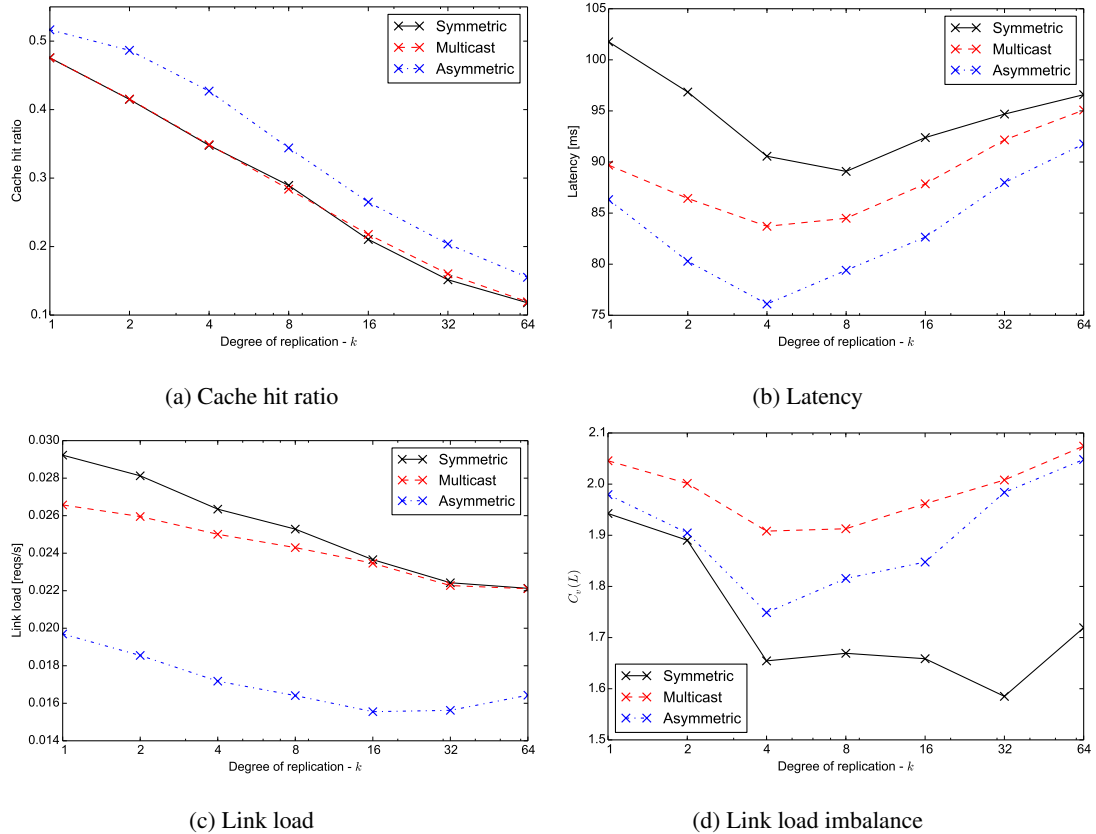 0.5
0.4
0.3
0.2
0.1
Cache hit ratio
Symmetric
Multicast
Asymmetric
1 2 4 8 16 32 64
Degree of replication - k
(a) Cache hit ratio
105
100
95
90
85
80
75
Latency [ms]
Symmetric
Multicast
Asymmetric
1 2 4 8 16 32 64
Degree of replication - k
(b) Latency
0.030
0.028
0.026
0.024
0.022
0.020
0.018
0.016
0.014
Link load [reqs/s]
Symmetric
Multicast
Asymmetric
1 2 4 8 16 32 64
Degree of replication - k
(c) Link load
2.1
2.0
1.9
1.8
1.7
1.6
1.5
C_v(L)
Symmetric
Multicast
Asymmetric
1 2 4 8 16 32 64
Degree of replication - k
(d) Link load imbalance